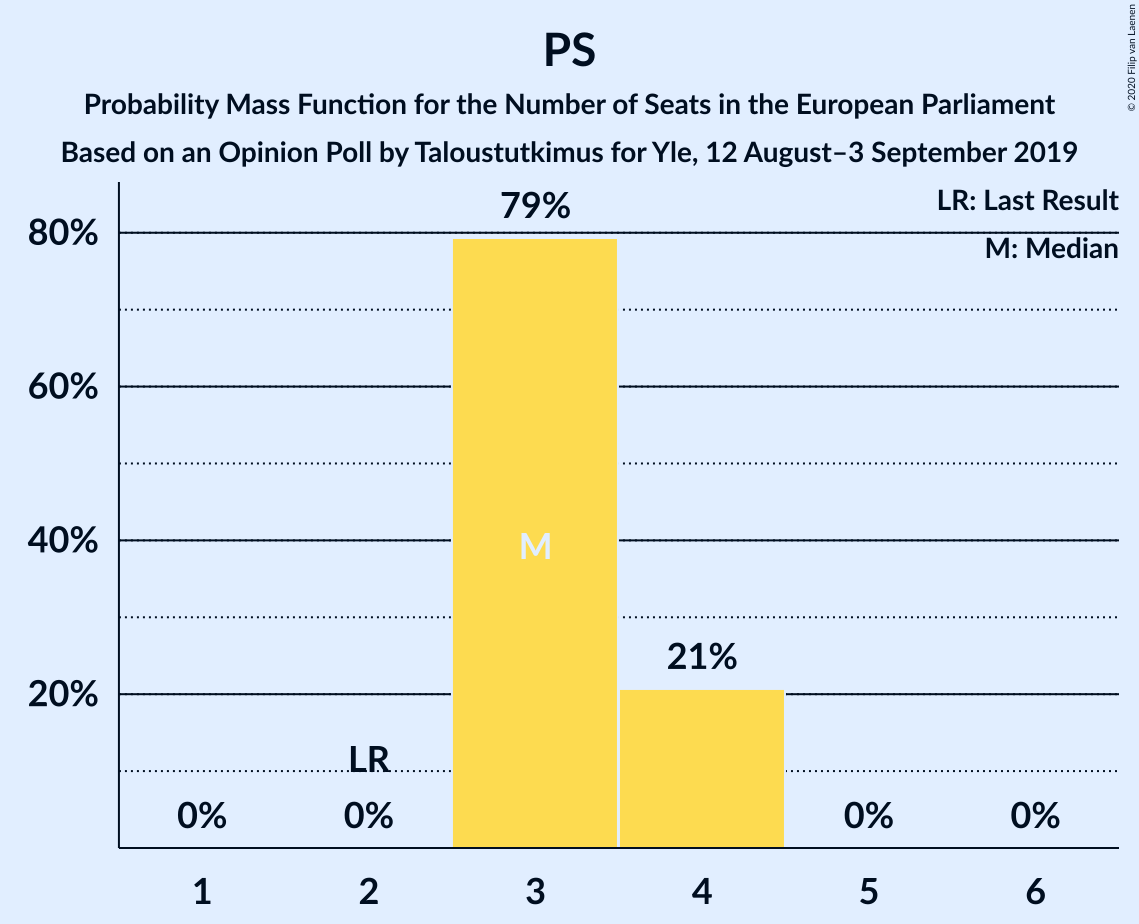 PS
Probability Mass Function for the Number of Seats in the European Parliament
Based on an Opinion Poll by Taloustutkimus for Yle, 12 August–3 September 2019
© 2020 Filip van Laenen
LR: Last Result
M: Median
80%
60%
40%
20%
79%
M
21%
LR
0%
0%
0%
0%
1
2
3
4
5
6